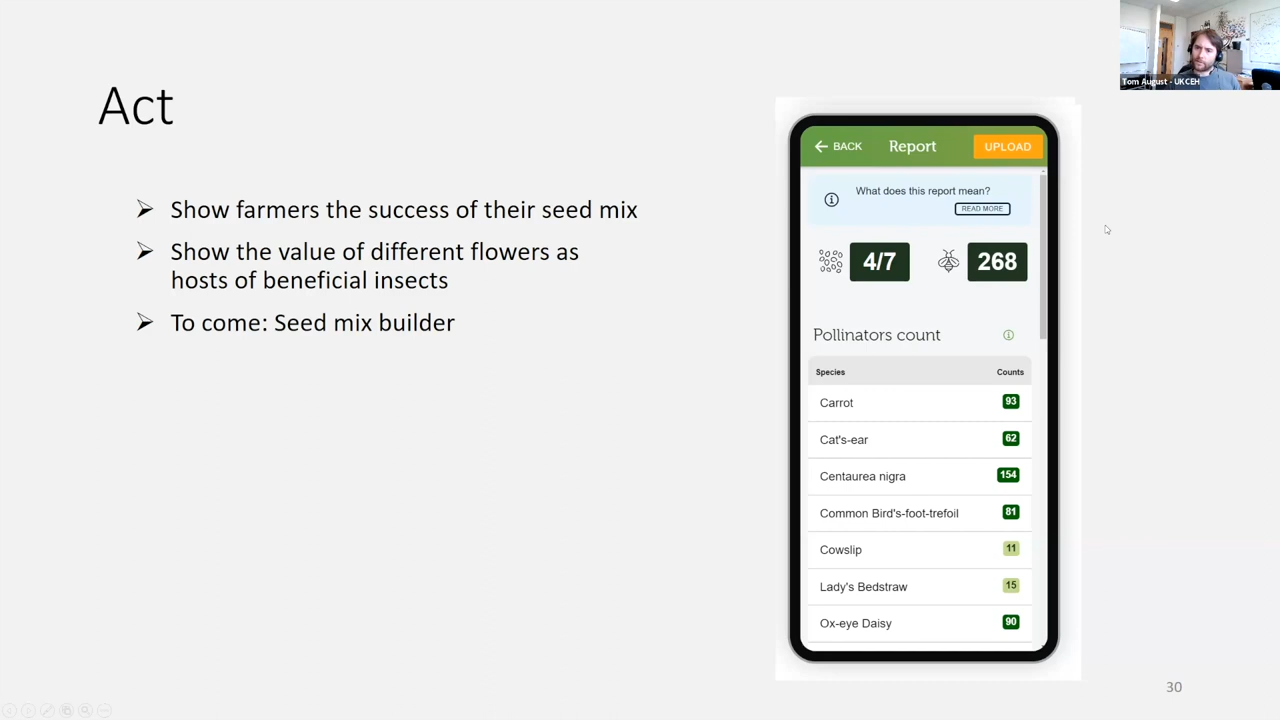 Tom August - UKCEH
Act
Show farmers the success of their seed mix
Show the value of different flowers as
hosts of beneficial insects
To come: Seed mix builder
BACK
Report
UPLOAD
What does this report mean?
READ MORE
4/7
268
Pollinators count
Species Counts
Carrot 93
Cat's-ear 62
Centaurea nigra 154
Common Bird's-foot-trefoil 81
Cowslip 11
Lady's Bedstraw 15
Ox-eye Daisy 90
30